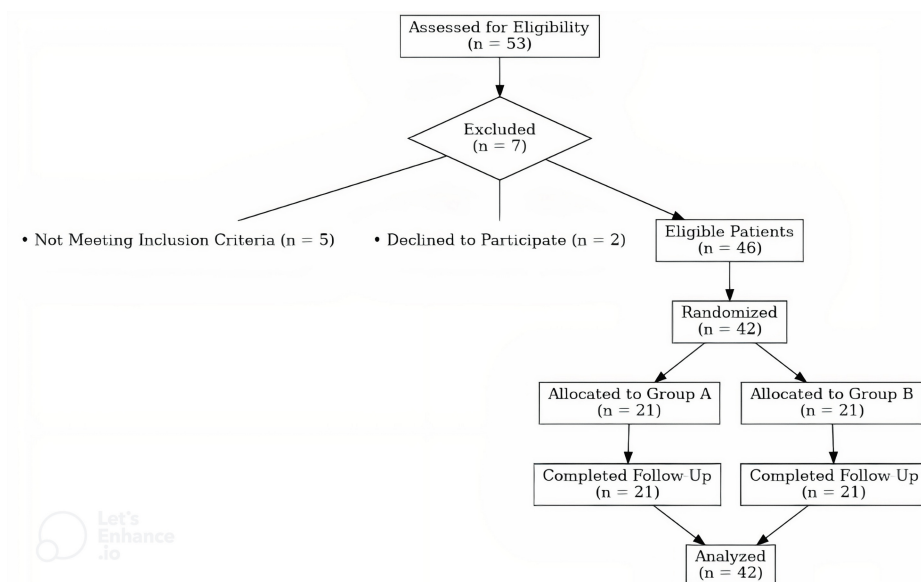 Assessed for Eligibility
(n = 53)
Excluded
(n = 7)
• Not Meeting Inclusion Criteria (n = 5)
• Declined to Participate (n = 2)
Eligible Patients
(n = 46)
Randomized
(n = 42)
Allocated to Group A
(n = 21)
Allocated to Group B
(n = 21)
Completed Follow-Up
(n = 21)
Completed Follow-Up
(n = 21)
Analyzed
(n = 42)
Let's
Enhance
.io